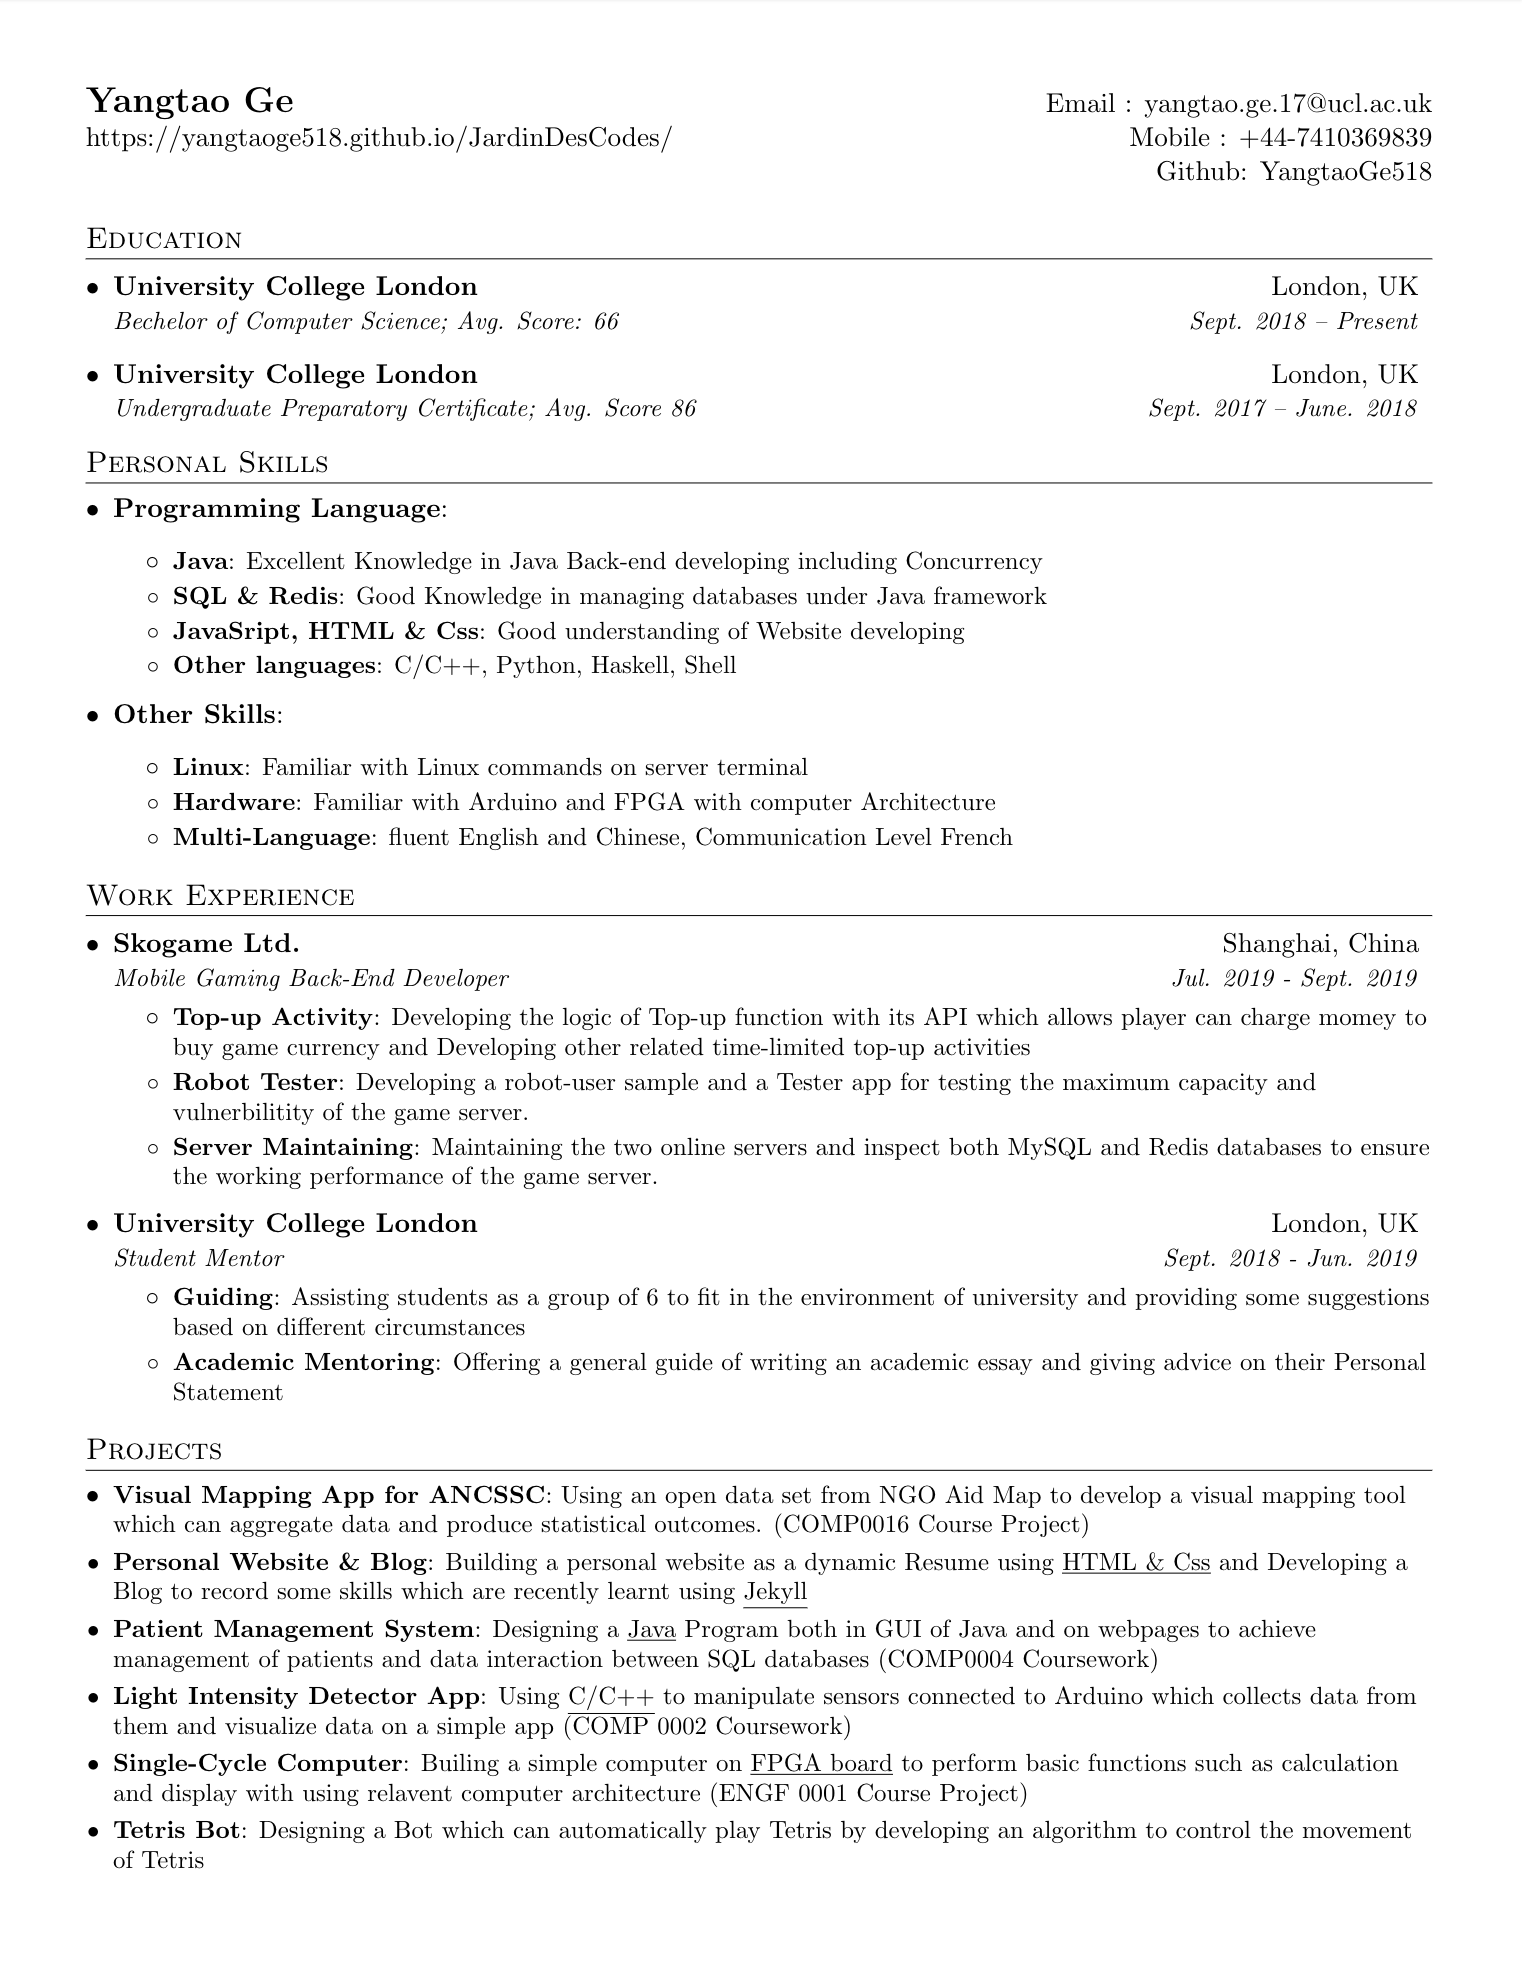 Yangtao Ge
https://yangtaoge518.github.io/JardinDesCodes/
Email : yangtao.ge.17@ucl.ac.uk
Mobile : +44-7410369839
Github: YangtaoGe518
Education
• University College London London, UK
Bechelor of Computer Science; Avg. Score: 66 Sept. 2018 – Present
• University College London London, UK
Undergraduate Preparatory Certificate; Avg. Score 86 Sept. 2017 – June. 2018
Personal Skills
• Programming Language:
◦ Java: Excellent Knowledge in Java Back-end developing including Concurrency
◦ SQL & Redis: Good Knowledge in managing databases under Java framework
◦ JavaSript, HTML & Css: Good understanding of Website developing
◦ Other languages: C/C++, Python, Haskell, Shell
• Other Skills:
◦ Linux: Familiar with Linux commands on server terminal
◦ Hardware: Familiar with Arduino and FPGA with computer Architecture
◦ Multi-Language: fluent English and Chinese, Communication Level French
Work Experience
• Skogame Ltd. Shanghai, China
Mobile Gaming Back-End Developer Jul. 2019 - Sept. 2019
◦ Top-up Activity: Developing the logic of Top-up function with its API which allows player can charge momey to
buy game currency and Developing other related time-limited top-up activities
◦ Robot Tester: Developing a robot-user sample and a Tester app for testing the maximum capacity and
vulnerbilitity of the game server.
◦ Server Maintaining: Maintaining the two online servers and inspect both MySQL and Redis databases to ensure
the working performance of the game server.
• University College London London, UK
Student Mentor Sept. 2018 - Jun. 2019
◦ Guiding: Assisting students as a group of 6 to fit in the environment of university and providing some suggestions
based on different circumstances
◦ Academic Mentoring: Offering a general guide of writing an academic essay and giving advice on their Personal
Statement
Projects
• Visual Mapping App for ANCSSC: Using an open data set from NGO Aid Map to develop a visual mapping tool
which can aggregate data and produce statistical outcomes. (COMP0016 Course Project)
• Personal Website & Blog: Building a personal website as a dynamic Resume using HTML & Css and Developing a
Blog to record some skills which are recently learnt using Jekyll
• Patient Management System: Designing a Java Program both in GUI of Java and on webpages to achieve
management of patients and data interaction between SQL databases (COMP0004 Coursework)
• Light Intensity Detector App: Using C/C++ to manipulate sensors connected to Arduino which collects data from
them and visualize data on a simple app (COMP 0002 Coursework)
• Single-Cycle Computer: Builing a simple computer on FPGA board to perform basic functions such as calculation
and display with using relavent computer architecture (ENGF 0001 Course Project)
• Tetris Bot: Designing a Bot which can automatically play Tetris by developing an algorithm to control the movement
of Tetris